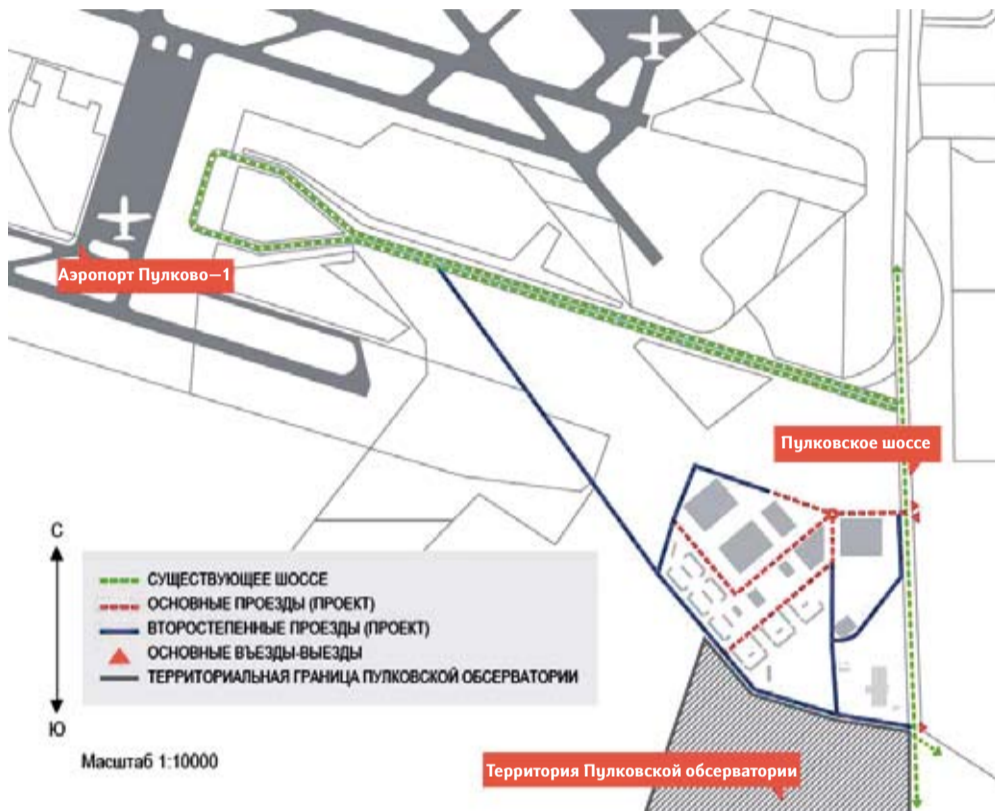 Аэропорт Пулково—1
Пулковское шоссе
С
СУЩЕСТВУЮЩЕЕ ШОССЕ
ОСНОВНЫЕ ПРОЕЗДЫ (ПРОЕКТ)
ВТОРОСТЕПЕННЫЕ ПРОЕЗДЫ (ПРОЕКТ)
ОСНОВНЫЕ ВЪЕЗДЫ-ВЫЕЗДЫ
ТЕРРИТОРИАЛЬНАЯ ГРАНИЦА ПУЛКОВСКОЙ ОБСЕРВАТОРИИ
Ю
Масштаб 1:10000
Территория Пулковской обсерватории